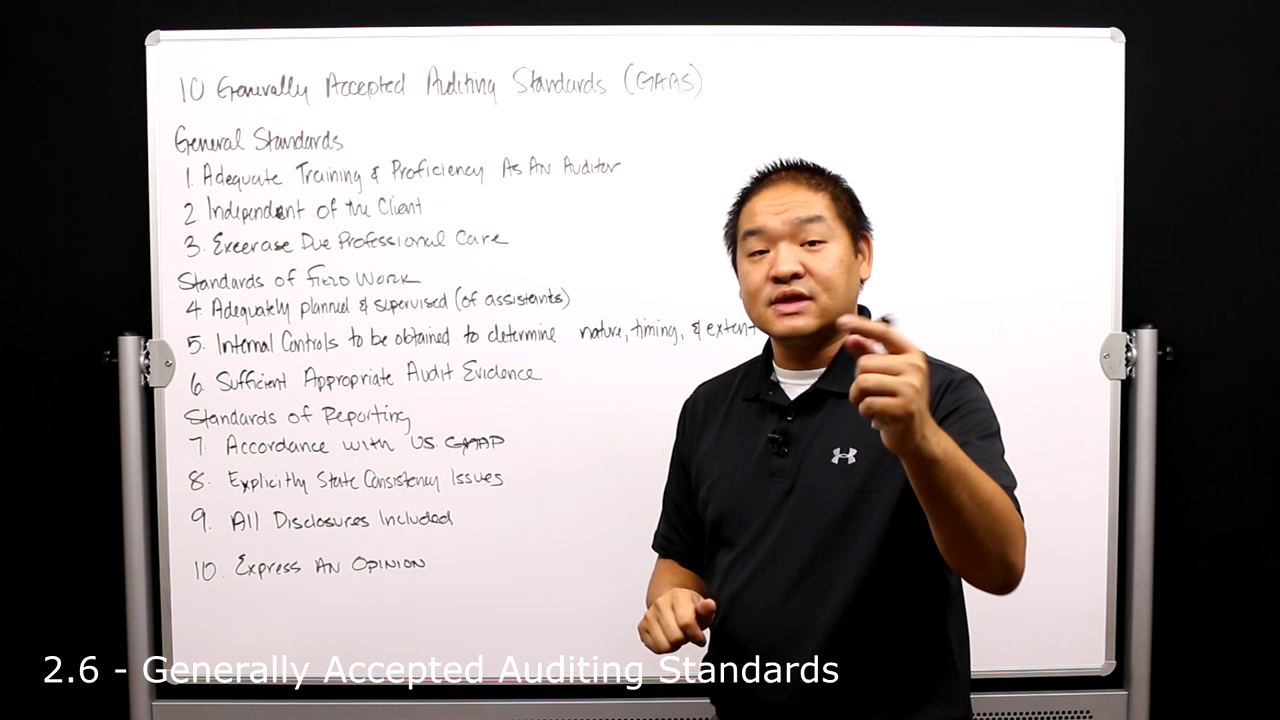 10 Generally Accepted Auditing Standards (GAAS)
General Standards
1. Adequate Training & Proficiency As An Auditor
2. Independent of the Client
3. Excerase Due Professional Care
Standards of Field Work
4. Adequately planned & supervised (of assistants)
5. Internal Controls to be obtained to determine nature, timing, & extent
6. Sufficient Appropriate Audit Evidence
Standards of Reporting
7. Accordance with US GAAP
8. Explicitly State Consistency Issues
9. All Disclosures Included
10. Express An Opinion
2.6 - Generally Accepted Auditing Standards